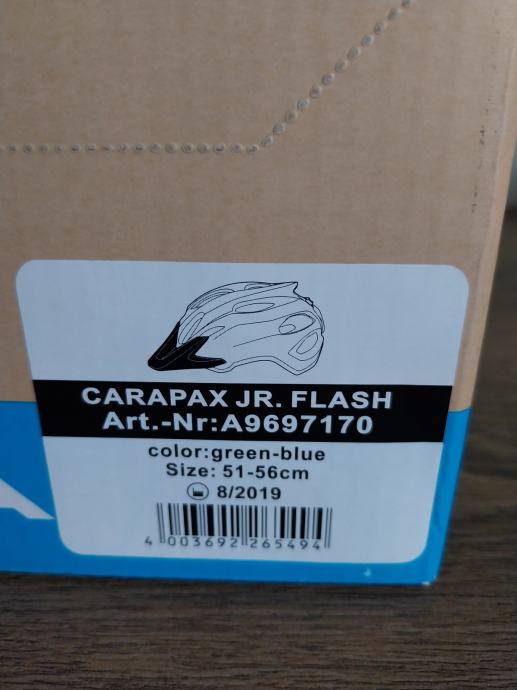 CARAPAX JR. FLASH
Art.-Nr:A9697170
color:green-blue
Size: 51-56cm
8/2019
4 003692 265494